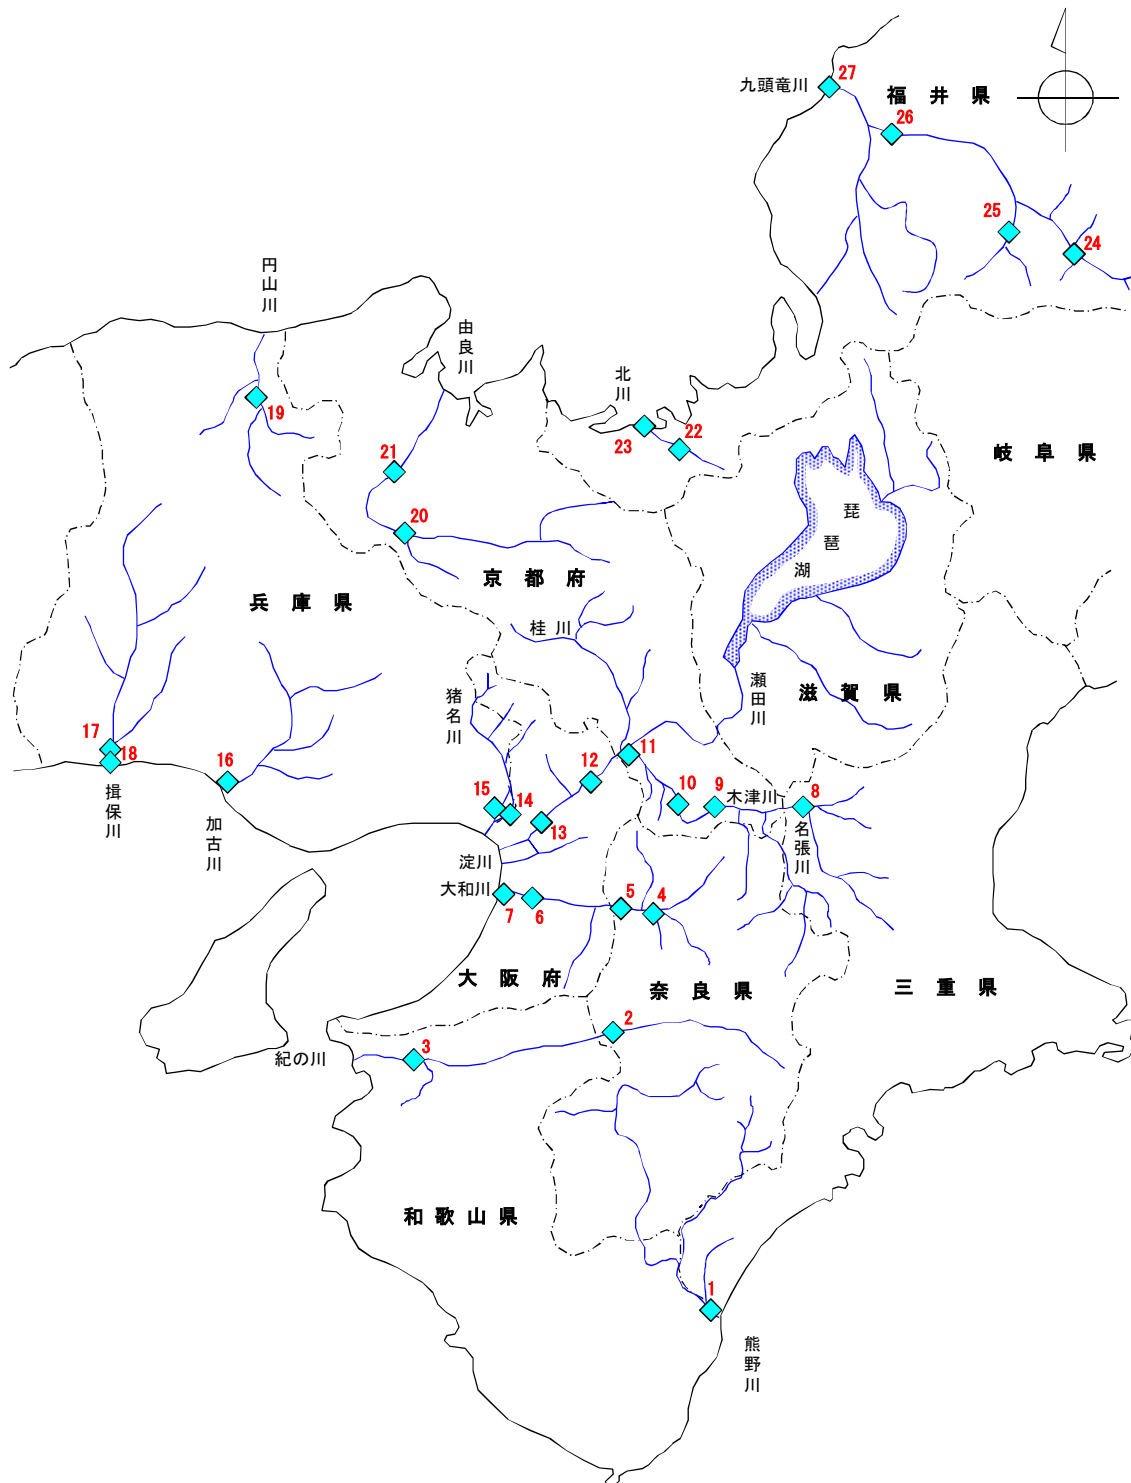 27
九頭竜川
福井県
26
25
24
円山川
由良川
北川
19
23
22
21
岐阜県
20
琵琶湖
京都府
兵庫県
桂川
瀬田川
滋賀県
猪名川
17
18
16
12
11
15
14
10
9
木津川
8
13
揖保川
加古川
名張川
淀川
大和川
7
6
5
4
大阪府
奈良県
三重県
2
紀の川
3
和歌山県
1
熊野川